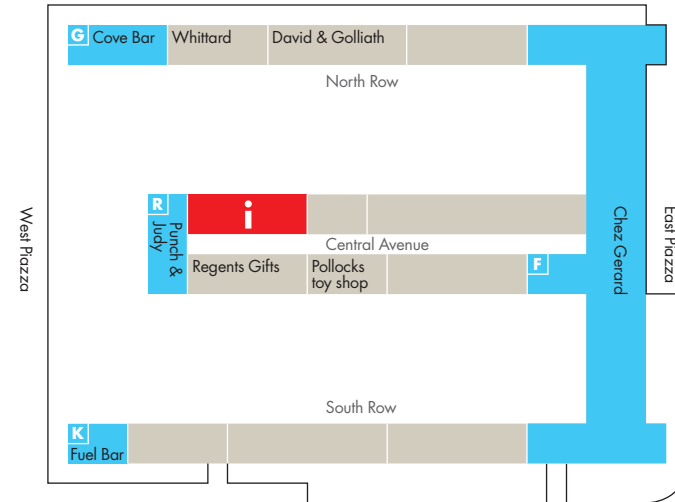 G Cove Bar
Whittard
David & Golliath
North Row
West Piazza
R
Punch &
Judy
i
Central Avenue
Regents Gifts
Pollocks
toy shop
F
Chez Gerard
East Piazza
South Row
K
Fuel Bar